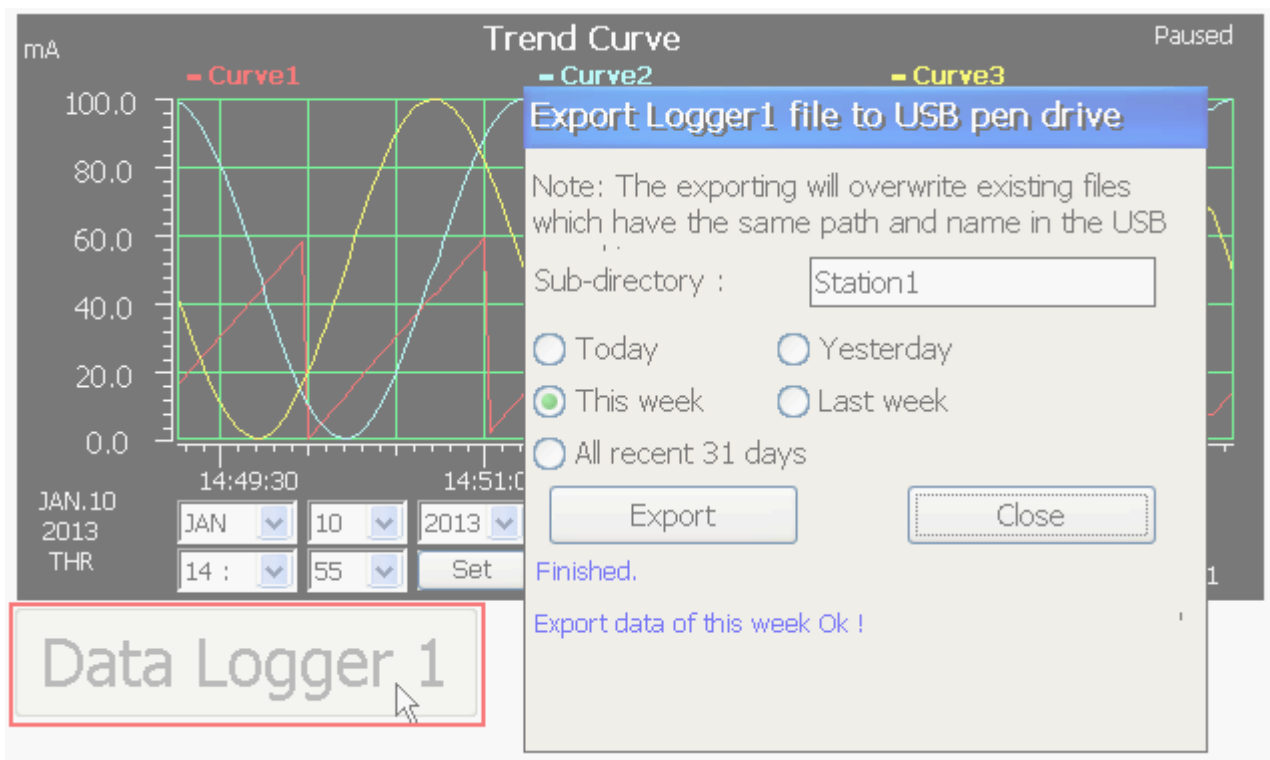 Trend Curve
mA
Paused
Curve1
Curve2
Curve3
100.0
80.0
60.0
40.0
20.0
0.0
14:49:30
14:51:0
JAN.10
2013
THR
JAN
10
2013
14 :
55
Set
1
Export Logger1 file to USB pen drive
Note: The exporting will overwrite existing files
which have the same path and name in the USB
Sub-directory :
Station1
Today
Yesterday
This week
Last week
All recent 31 days
Export
Close
Finished.
Export data of this week Ok !
Data Logger 1